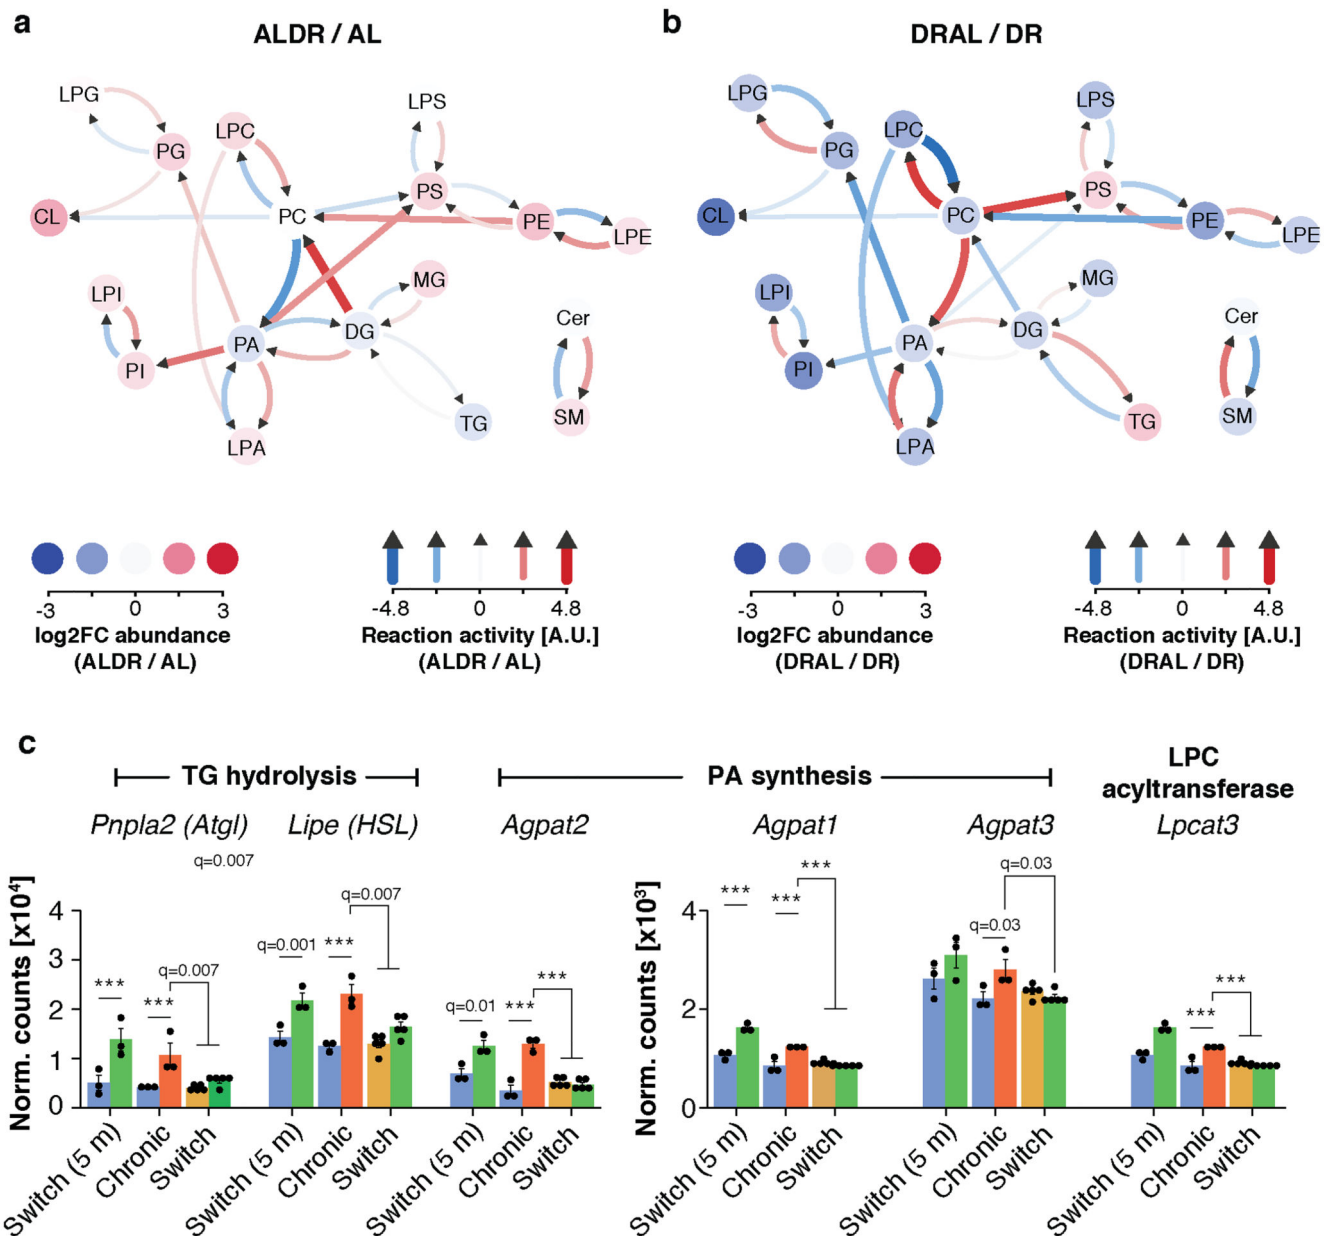 a
ALDR / AL
LPG
PG
LPC
LPS
CL
PC
PS
PE
LPE
LPI
MG
PA
DG
Cer
PI
TG
SM
LPA
-3 0 3
log2FC abundance
(ALDR / AL)
-4.8 0 4.8
Reaction activity [A.U.]
(ALDR / AL)
b
DRAL / DR
LPG
PG
LPC
LPS
CL
PC
PS
PE
LPE
LPI
MG
PA
DG
Cer
PI
TG
SM
LPA
-3 0 3
log2FC abundance
(DRAL / DR)
-4.8 0 4.8
Reaction activity [A.U.]
(DRAL / DR)
c
TG hydrolysis
PA synthesis
LPC
acyltransferase
Pnpla2 (Atgl)
Lipe (HSL)
Agpat2
Agpat1
Agpat3
Lpcat3
Norm. counts [x10⁴]
4
3
2
1
0
q=0.007
***
***
q=0.007
q=0.001
***
q=0.007
q=0.01
***
***
Switch (5 m)
Chronic
Switch
Switch (5 m)
Chronic
Switch
Switch (5 m)
Chronic
Switch
Norm. counts [x10³]
4
2
0
***
***
***
q=0.03
q=0.03
***
***
Switch (5 m)
Chronic
Switch
Switch (5 m)
Chronic
Switch
Switch (5 m)
Chronic
Switch